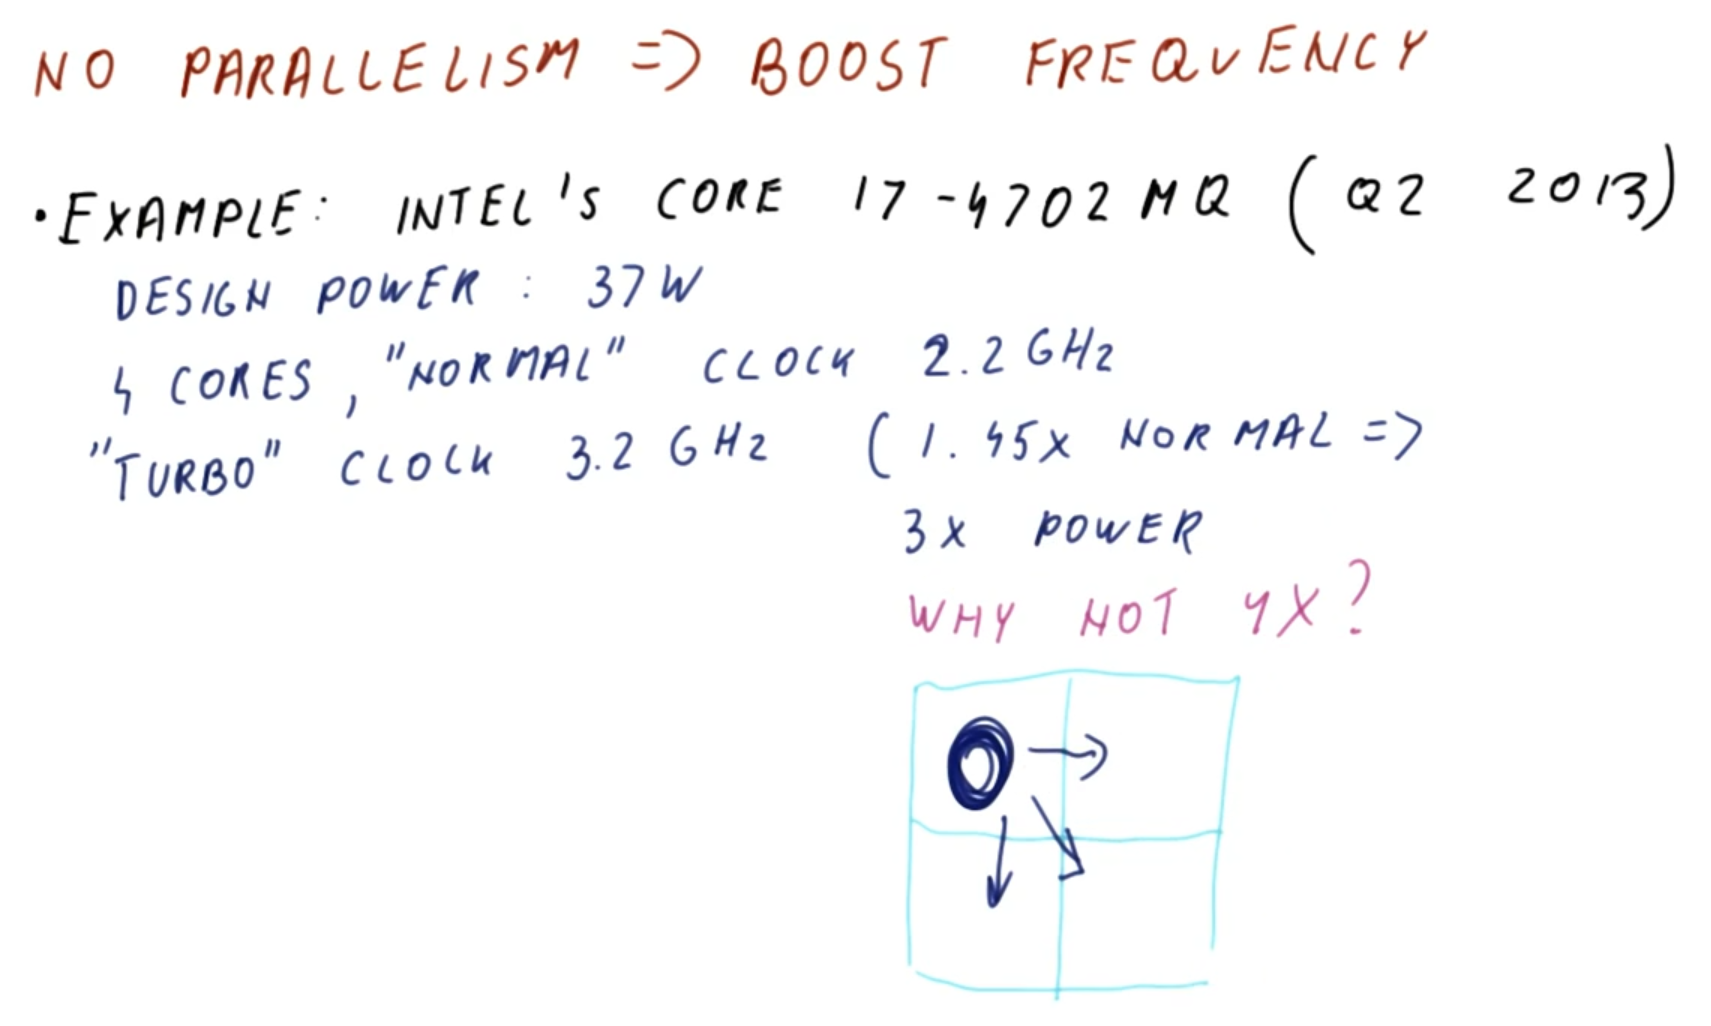 NO PARALLELISM => BOOST FREQUENCY
• EXAMPLE: INTEL'S CORE I7-4702MQ (Q2 2013)
DESIGN POWER: 37W
4 CORES, "NORMAL" CLOCK 2.2 GHz
"TURBO" CLOCK 3.2 GHz (1.45x NORMAL =>
3x POWER
WHY NOT 4X?